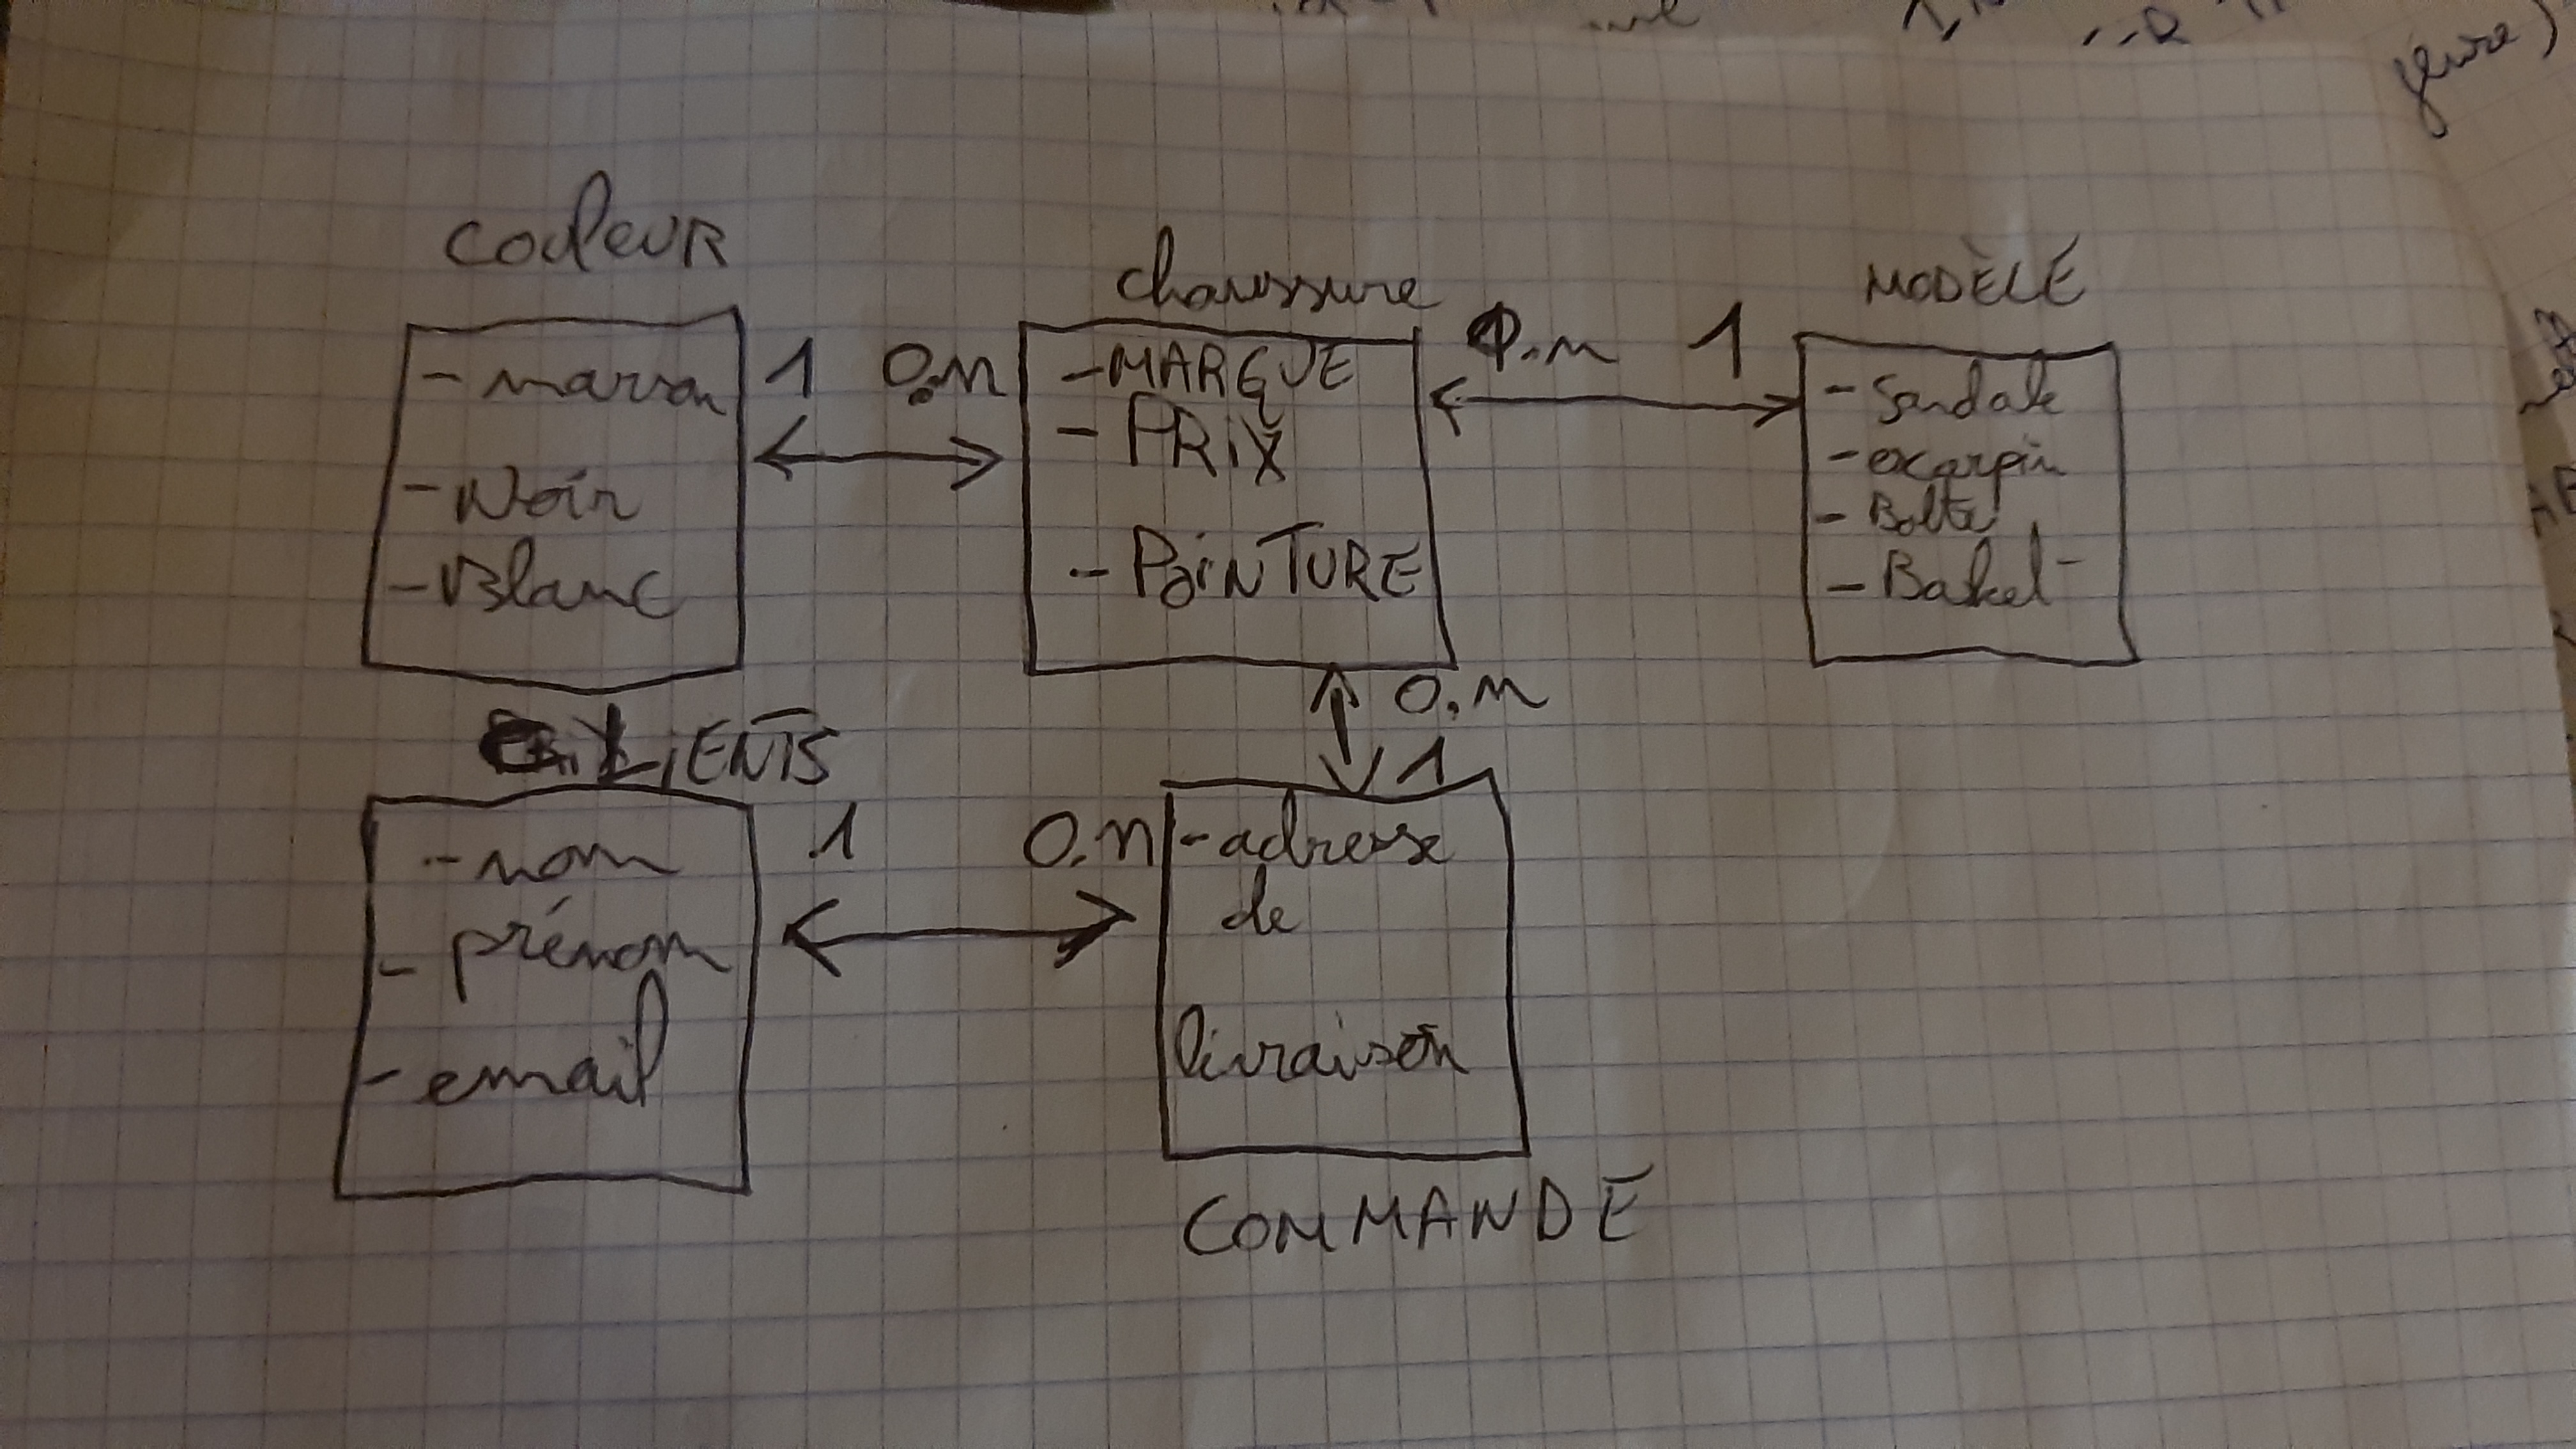 COULEUR
- marron
- Noir
- Blanc
1
0.n
chaussure
- MARQUE
- PRIX
- POINTURE
0.n
1
MODÈLE
- Sandale
- escarpin
- Botte
- Basket -
0.n
1
CLIENTS
- nom
- prénom
- email
1
0.n
- adresse
de
livraison
COMMANDE